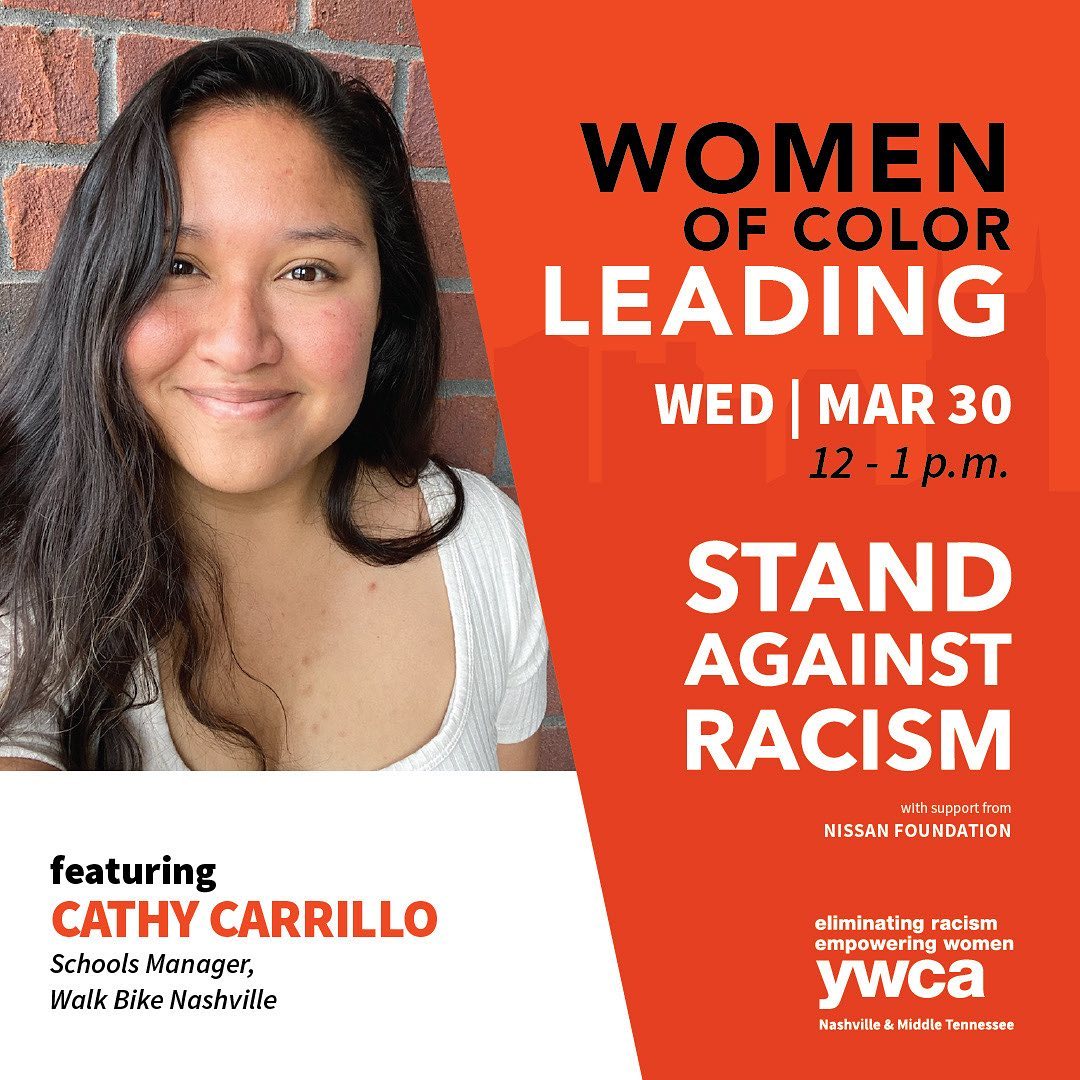 WOMEN
OF COLOR
LEADING
WED | MAR 30
12 - 1 p.m.
STAND
AGAINST
RACISM
with support from
NISSAN FOUNDATION
featuring
CATHY CARRILLO
Schools Manager,
Walk Bike Nashville
eliminating racism
empowering women
ywca
Nashville & Middle Tennessee